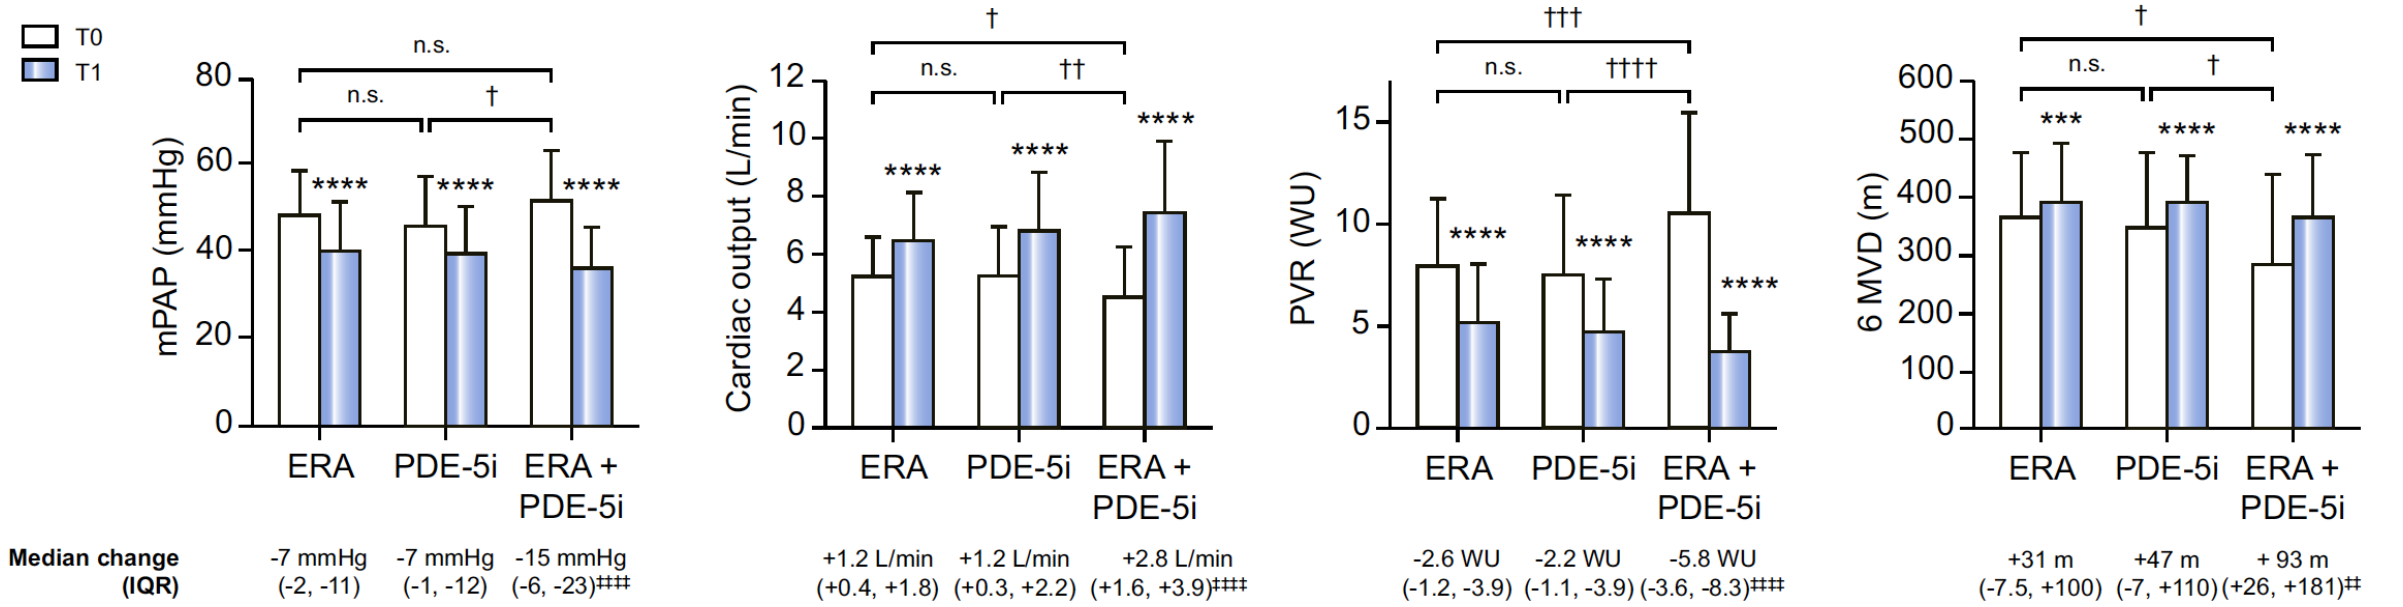 T0
T1
n.s.
n.s.
†
****
****
****
80
60
40
20
0
mPAP (mmHg)
ERA
PDE-5i
ERA +
PDE-5i
†
n.s.
††
****
****
****
12
10
8
6
4
2
0
Cardiac output (L/min)
ERA
PDE-5i
ERA +
PDE-5i
†††
n.s.
††††
****
****
****
15
10
5
0
PVR (WU)
ERA
PDE-5i
ERA +
PDE-5i
†
n.s.
†
***
****
****
600
500
400
300
200
100
0
6 MVD (m)
ERA
PDE-5i
ERA +
PDE-5i
Median change
(IQR)
-7 mmHg
(-2, -11)
-7 mmHg
(-1, -12)
-15 mmHg
(-6, -23)‡‡‡‡
+1.2 L/min
(+0.4, +1.8)
+1.2 L/min
(+0.3, +2.2)
+2.8 L/min
(+1.6, +3.9)‡‡‡‡
-2.6 WU
(-1.2, -3.9)
-2.2 WU
(-1.1, -3.9)
-5.8 WU
(-3.6, -8.3)‡‡‡‡
+31 m
(-7.5, +100)
+47 m
(-7, +110)
+ 93 m
(+26, +181)‡‡